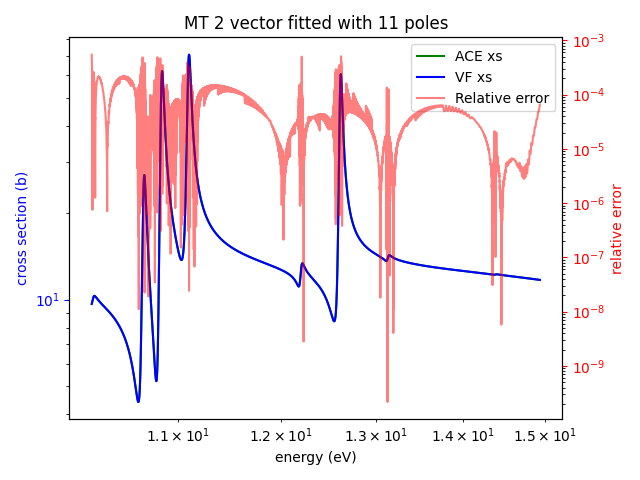 MT 2 vector fitted with 11 poles
ACE xs
VF xs
Relative error
cross section (b)
10¹
10⁻³
10⁻⁴
10⁻⁵
10⁻⁶
10⁻⁷
10⁻⁸
10⁻⁹
relative error
1.1 × 10¹ 1.2 × 10¹ 1.3 × 10¹ 1.4 × 10¹ 1.5 × 10¹
energy (eV)